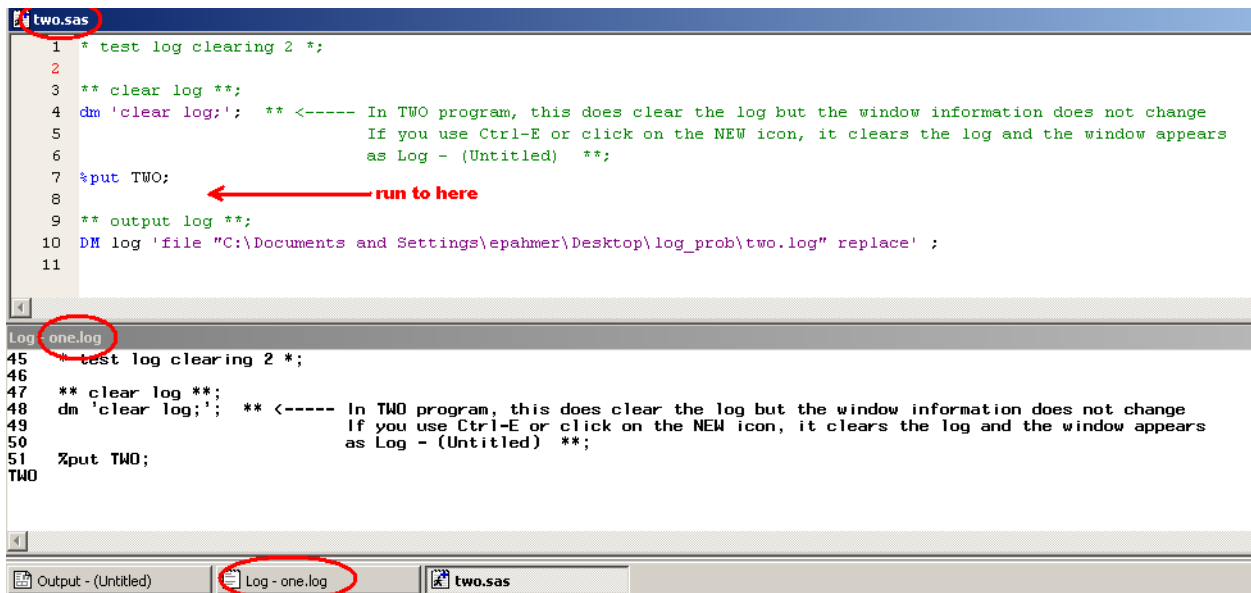 two.sas
1 * test log clearing 2 *;
2
3 ** clear log **;
4 dm 'clear log;'; ** <----- In TWO program, this does clear the log but the window information does not change
5 If you use Ctrl-E or click on the NEW icon, it clears the log and the window appears
6 as Log - (Untitled) **;
7 %put TWO;
8 run to here
9 ** output log **;
10 DM log 'file "C:\Documents and Settings\epahmer\Desktop\log_prob\two.log" replace' ;
11
Log - one.log
45 * test log clearing 2 *;
46
47 ** clear log **;
48 dm 'clear log;'; ** <----- In TWO program, this does clear the log but the window information does not change
49 If you use Ctrl-E or click on the NEW icon, it clears the log and the window appears
50 as Log - (Untitled) **;
51 %put TWO;
TWO
Output - (Untitled) Log - one.log two.sas